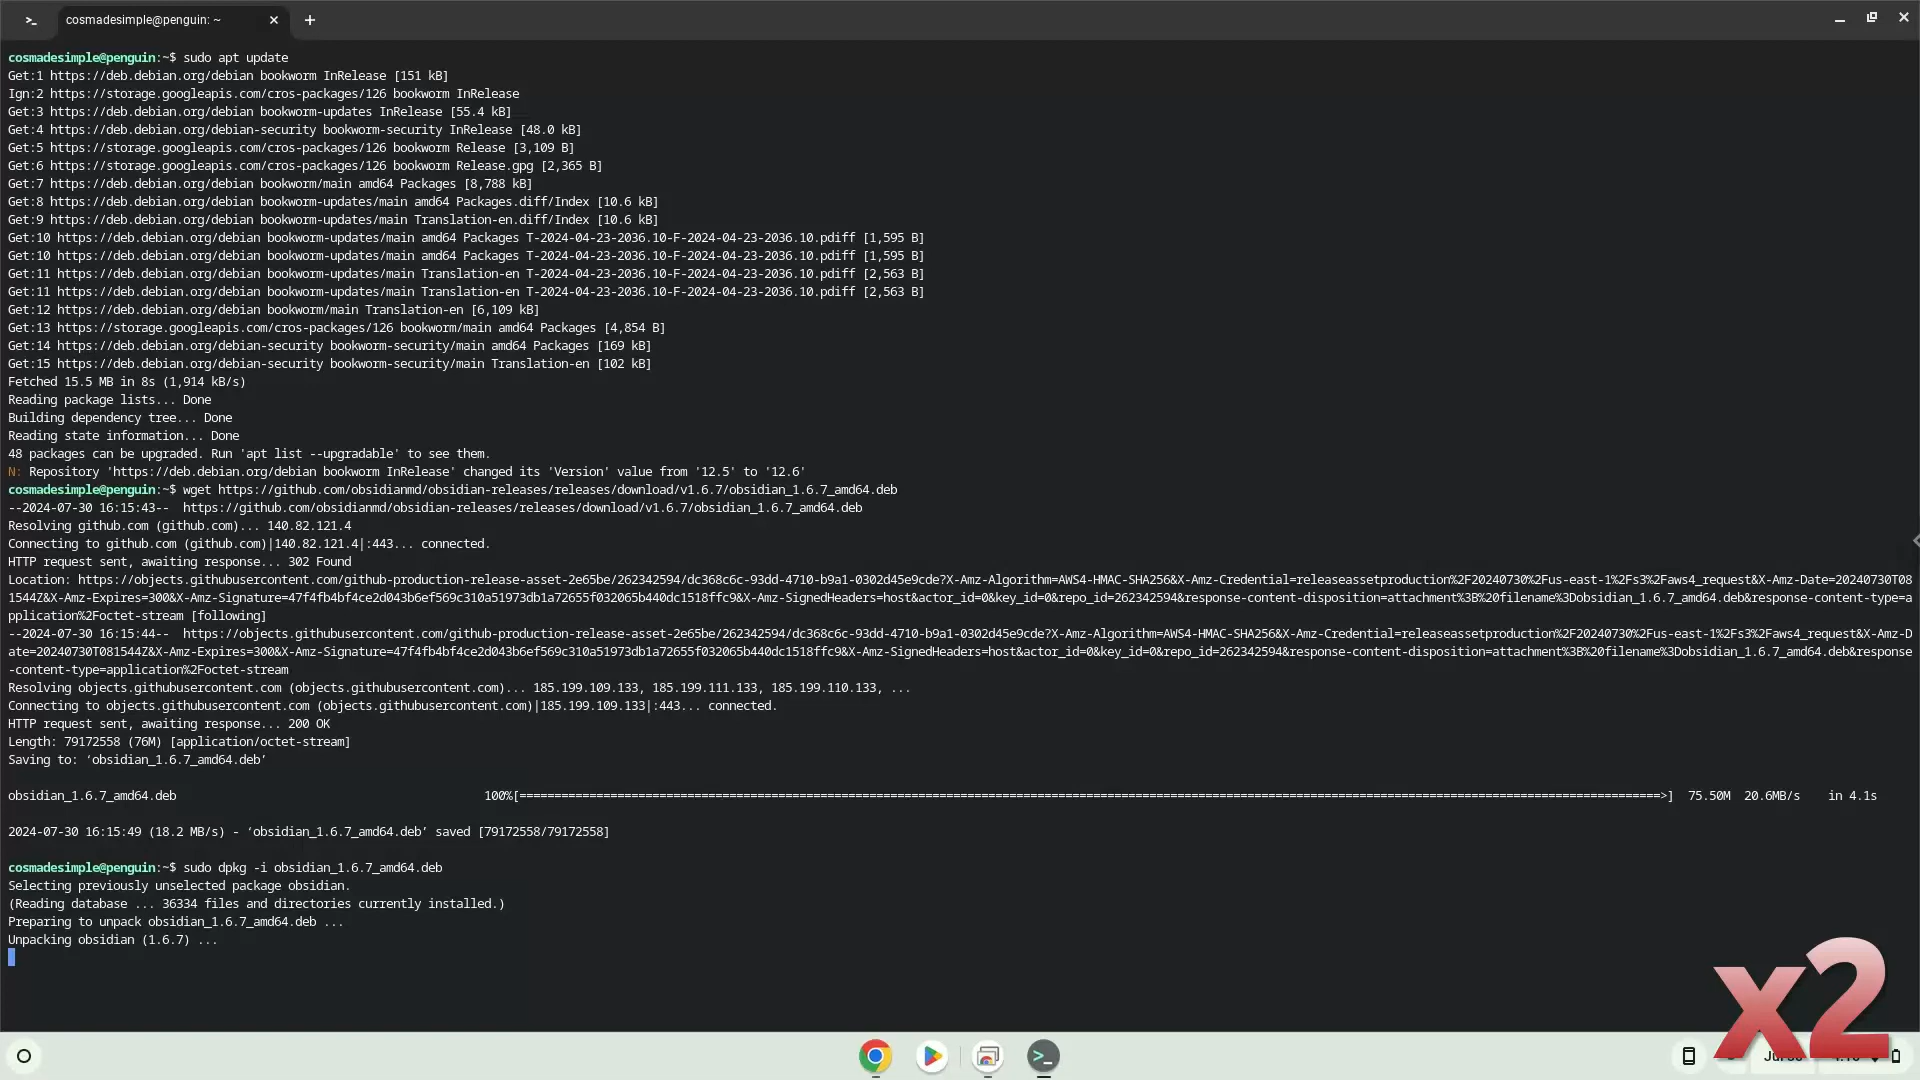 cosmadesimple@penguin: ~
cosmadesimple@penguin:~$ sudo apt update
Get:1 https://deb.debian.org/debian bookworm InRelease [151 kB]
Ign:2 https://storage.googleapis.com/cros-packages/126 bookworm InRelease
Get:3 https://deb.debian.org/debian bookworm-updates InRelease [55.4 kB]
Get:4 https://deb.debian.org/debian-security bookworm-security InRelease [48.0 kB]
Get:5 https://storage.googleapis.com/cros-packages/126 bookworm Release [3,109 B]
Get:6 https://storage.googleapis.com/cros-packages/126 bookworm Release.gpg [2,365 B]
Get:7 https://deb.debian.org/debian bookworm/main amd64 Packages [8,788 kB]
Get:8 https://deb.debian.org/debian bookworm-updates/main amd64 Packages.diff/Index [10.6 kB]
Get:9 https://deb.debian.org/debian bookworm-updates/main Translation-en.diff/Index [10.6 kB]
Get:10 https://deb.debian.org/debian bookworm-updates/main amd64 Packages T-2024-04-23-2036.10-F-2024-04-23-2036.10.pdiff [1,595 B]
Get:10 https://deb.debian.org/debian bookworm-updates/main amd64 Packages T-2024-04-23-2036.10-F-2024-04-23-2036.10.pdiff [1,595 B]
Get:11 https://deb.debian.org/debian bookworm-updates/main Translation-en T-2024-04-23-2036.10-F-2024-04-23-2036.10.pdiff [2,563 B]
Get:11 https://deb.debian.org/debian bookworm-updates/main Translation-en T-2024-04-23-2036.10-F-2024-04-23-2036.10.pdiff [2,563 B]
Get:12 https://deb.debian.org/debian bookworm/main Translation-en [6,109 kB]
Get:13 https://storage.googleapis.com/cros-packages/126 bookworm/main amd64 Packages [4,854 B]
Get:14 https://deb.debian.org/debian-security bookworm-security/main amd64 Packages [169 kB]
Get:15 https://deb.debian.org/debian-security bookworm-security/main Translation-en [102 kB]
Fetched 15.5 MB in 8s (1,914 kB/s)
Reading package lists... Done
Building dependency tree... Done
Reading state information... Done
48 packages can be upgraded. Run 'apt list --upgradable' to see them.
N: Repository 'https://deb.debian.org/debian bookworm InRelease' changed its 'Version' value from '12.5' to '12.6'
cosmadesimple@penguin:~$ wget https://github.com/obsidianmd/obsidian-releases/releases/download/v1.6.7/obsidian_1.6.7_amd64.deb
--2024-07-30 16:15:43--  https://github.com/obsidianmd/obsidian-releases/releases/download/v1.6.7/obsidian_1.6.7_amd64.deb
Resolving github.com (github.com)... 140.82.121.4
Connecting to github.com (github.com)|140.82.121.4|:443... connected.
HTTP request sent, awaiting response... 302 Found
Location: https://objects.githubusercontent.com/github-production-release-asset-2e65be/262342594/dc368c6c-93dd-4710-b9a1-0302d45e9cde?X-Amz-Algorithm=AWS4-HMAC-SHA256&X-Amz-Credential=releaseassetproduction%2F20240730%2Fus-east-1%2Fs3%2Faws4_request&X-Amz-Date=20240730T08
1544Z&X-Amz-Expires=300&X-Amz-Signature=47f4fb4bf4ce2d043b6ef569c310a51973db1a72655f032065b440dc1518ffc9&X-Amz-SignedHeaders=host&actor_id=0&key_id=0&repo_id=262342594&response-content-disposition=attachment%3B%20filename%3Dobsidian_1.6.7_amd64.deb&response-content-type=a
pplication%2Foctet-stream [following]
--2024-07-30 16:15:44--  https://objects.githubusercontent.com/github-production-release-asset-2e65be/262342594/dc368c6c-93dd-4710-b9a1-0302d45e9cde?X-Amz-Algorithm=AWS4-HMAC-SHA256&X-Amz-Credential=releaseassetproduction%2F20240730%2Fus-east-1%2Fs3%2Faws4_request&X-Amz-D
ate=20240730T081544Z&X-Amz-Expires=300&X-Amz-Signature=47f4fb4bf4ce2d043b6ef569c310a51973db1a72655f032065b440dc1518ffc9&X-Amz-SignedHeaders=host&actor_id=0&key_id=0&repo_id=262342594&response-content-disposition=attachment%3B%20filename%3Dobsidian_1.6.7_amd64.deb&response
-content-type=application%2Foctet-stream
Resolving objects.githubusercontent.com (objects.githubusercontent.com)... 185.199.109.133, 185.199.111.133, 185.199.110.133, ...
Connecting to objects.githubusercontent.com (objects.githubusercontent.com)|185.199.109.133|:443... connected.
HTTP request sent, awaiting response... 200 OK
Length: 79172558 (76M) [application/octet-stream]
Saving to: ‘obsidian_1.6.7_amd64.deb’
obsidian_1.6.7_amd64.deb 100%[===================================================>] 75.50M 20.6MB/s in 4.1s
2024-07-30 16:15:49 (18.2 MB/s) - ‘obsidian_1.6.7_amd64.deb’ saved [79172558/79172558]
cosmadesimple@penguin:~$ sudo dpkg -i obsidian_1.6.7_amd64.deb
Selecting previously unselected package obsidian.
(Reading database ... 36334 files and directories currently installed.)
Preparing to unpack obsidian_1.6.7_amd64.deb ...
Unpacking obsidian (1.6.7) ...
x2